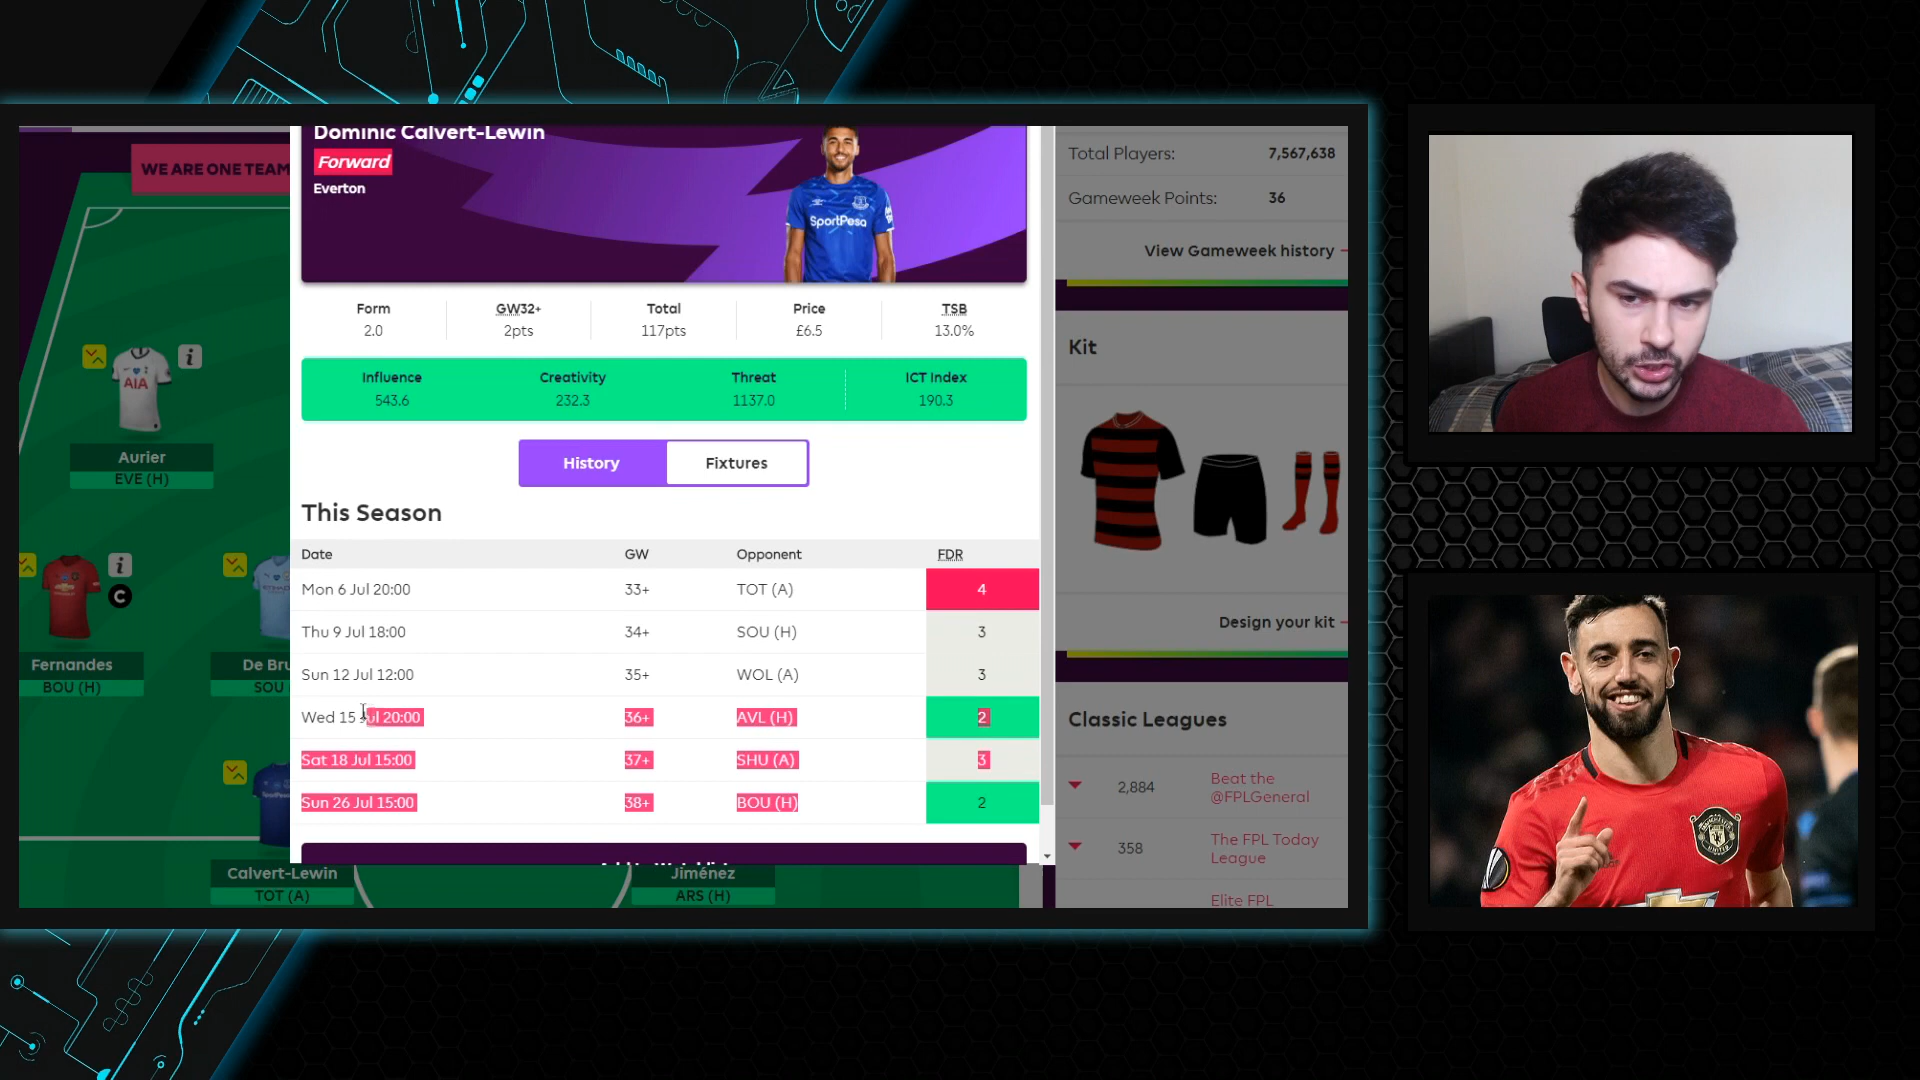 Dominic Calvert-Lewin
Forward
Everton
SportPesa
WE ARE ONE TEAM
Total Players: 7,567,638
Gameweek Points: 36
View Gameweek history
Form GW32+ Total Price TSB
2.0 2pts 117pts £6.5 13.0%
Influence Creativity Threat ICT Index
543.6 232.3 1137.0 190.3
Kit
AIA
Aurier
EVE (H)
History Fixtures
This Season
Date GW Opponent FDR
Mon 6 Jul 20:00 33+ TOT (A) 4
Thu 9 Jul 18:00 34+ SOU (H) 3
Sun 12 Jul 12:00 35+ WOL (A) 3
Wed 15 Jul 20:00 36+ AVL (H) 2
Sat 18 Jul 15:00 37+ SHU (A) 3
Sun 26 Jul 15:00 38+ BOU (H) 2
C
Fernandes
BOU (H)
De Bru
SOU
Design your kit
Classic Leagues
2,884 Beat the
@FPLGeneral
358 The FPL Today
League
Elite FPL
Calvert-Lewin
TOT (A)
Jiménez
ARS (H)